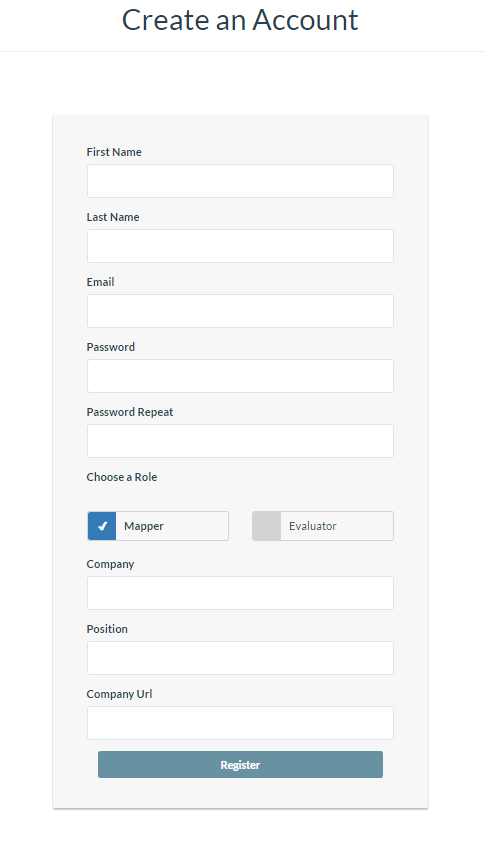 Create an Account
First Name
Last Name
Email
Password
Password Repeat
Choose a Role
Mapper Evaluator
Company
Position
Company Url
Register